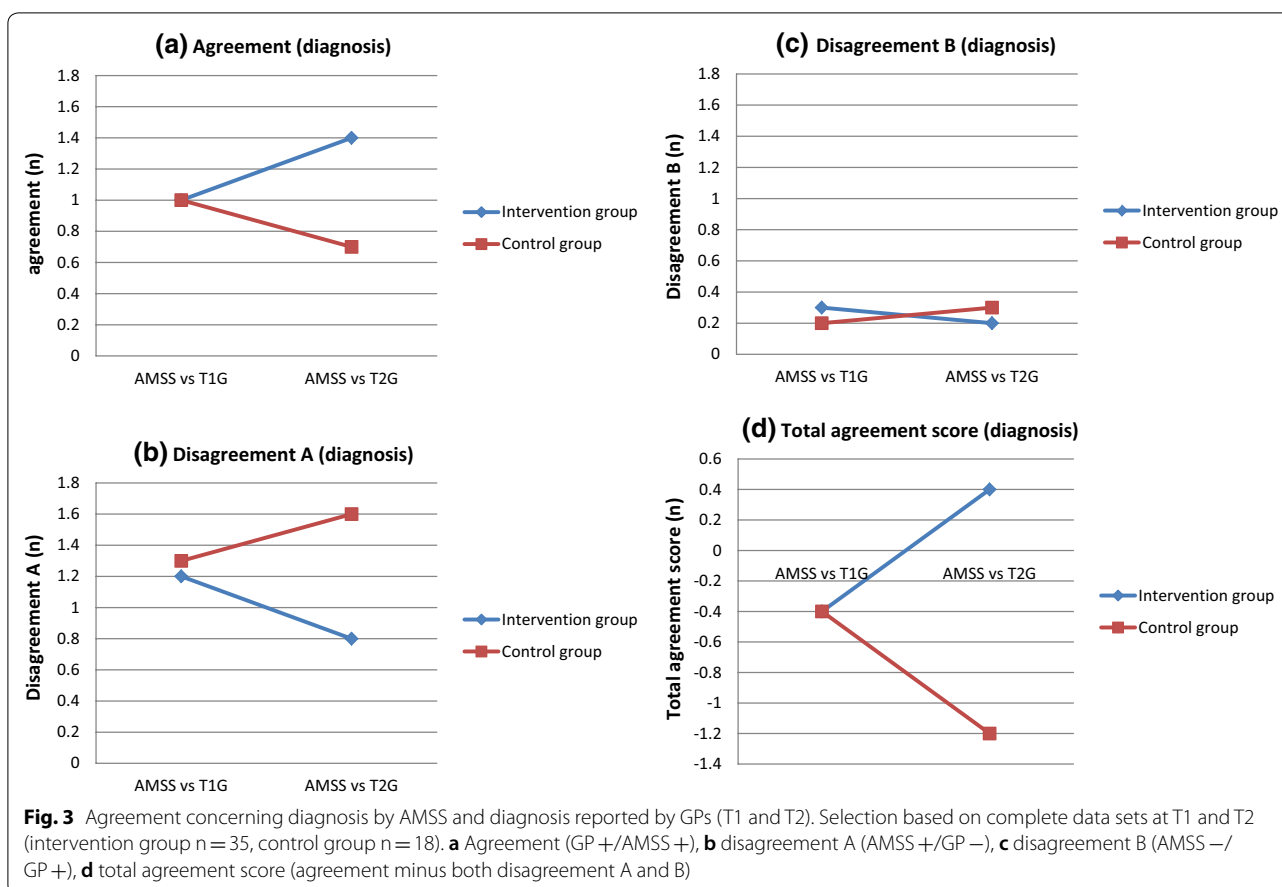 (a) Agreement (diagnosis)
1.8
1.6
1.4
1.2
1
0.8
0.6
0.4
0.2
0
agreement (n)
AMSS vs T1G
AMSS vs T2G
Intervention group
Control group
(c) Disagreement B (diagnosis)
1.8
1.6
1.4
1.2
1
0.8
0.6
0.4
0.2
0
Disagreement B (n)
AMSS vs T1G
AMSS vs T2G
Intervention group
Control group
(b) Disagreement A (diagnosis)
1.8
1.6
1.4
1.2
1
0.8
0.6
0.4
0.2
0
Disagreement A (n)
AMSS vs T1G
AMSS vs T2G
Intervention group
Control group
(d) Total agreement score (diagnosis)
0.6
0.4
0.2
0
-0.2
-0.4
-0.6
-0.8
-1
-1.2
-1.4
Total agreement score (n)
AMSS vs T1G
AMSS vs T2G
Intervention group
Control group
Fig. 3 Agreement concerning diagnosis by AMSS and diagnosis reported by GPs (T1 and T2). Selection based on complete data sets at T1 and T2
(intervention group n = 35, control group n = 18). a Agreement (GP +/AMSS +), b disagreement A (AMSS +/GP −), c disagreement B (AMSS −/
GP +), d total agreement score (agreement minus both disagreement A and B)